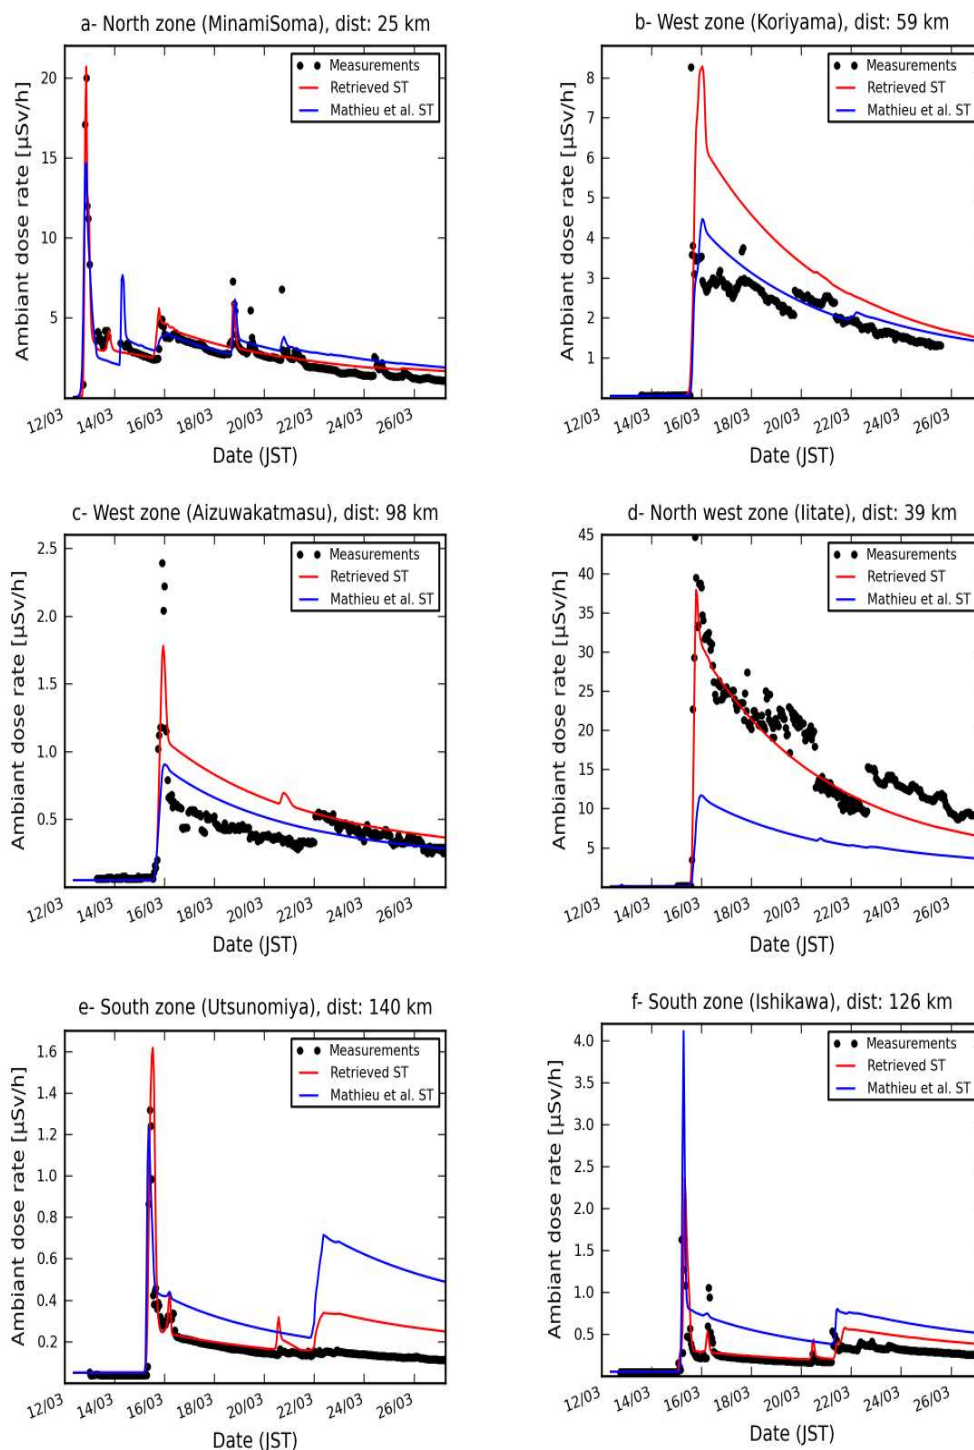 a- North zone (MinamiSoma), dist: 25 km
Measurements
Retrieved ST
Mathieu et al. ST
Ambiant dose rate [µSv/h]
20
15
10
5
12/03 14/03 16/03 18/03 20/03 22/03 24/03 26/03
Date (JST)
b- West zone (Koriyama), dist: 59 km
Measurements
Retrieved ST
Mathieu et al. ST
Ambiant dose rate [µSv/h]
8
7
6
5
4
3
2
1
12/03 14/03 16/03 18/03 20/03 22/03 24/03 26/03
Date (JST)
c- West zone (Aizuwakatmasu), dist: 98 km
Measurements
Retrieved ST
Mathieu et al. ST
Ambiant dose rate [µSv/h]
2.5
2.0
1.5
1.0
0.5
12/03 14/03 16/03 18/03 20/03 22/03 24/03 26/03
Date (JST)
d- North west zone (Iitate), dist: 39 km
Measurements
Retrieved ST
Mathieu et al. ST
Ambiant dose rate [µSv/h]
45
40
35
30
25
20
15
10
5
12/03 14/03 16/03 18/03 20/03 22/03 24/03 26/03
Date (JST)
e- South zone (Utsunomiya), dist: 140 km
Measurements
Retrieved ST
Mathieu et al. ST
Ambiant dose rate [µSv/h]
1.6
1.4
1.2
1.0
0.8
0.6
0.4
0.2
12/03 14/03 16/03 18/03 20/03 22/03 24/03 26/03
Date (JST)
f- South zone (Ishikawa), dist: 126 km
Measurements
Retrieved ST
Mathieu et al. ST
Ambiant dose rate [µSv/h]
4.0
3.5
3.0
2.5
2.0
1.5
1.0
0.5
12/03 14/03 16/03 18/03 20/03 22/03 24/03 26/03
Date (JST)